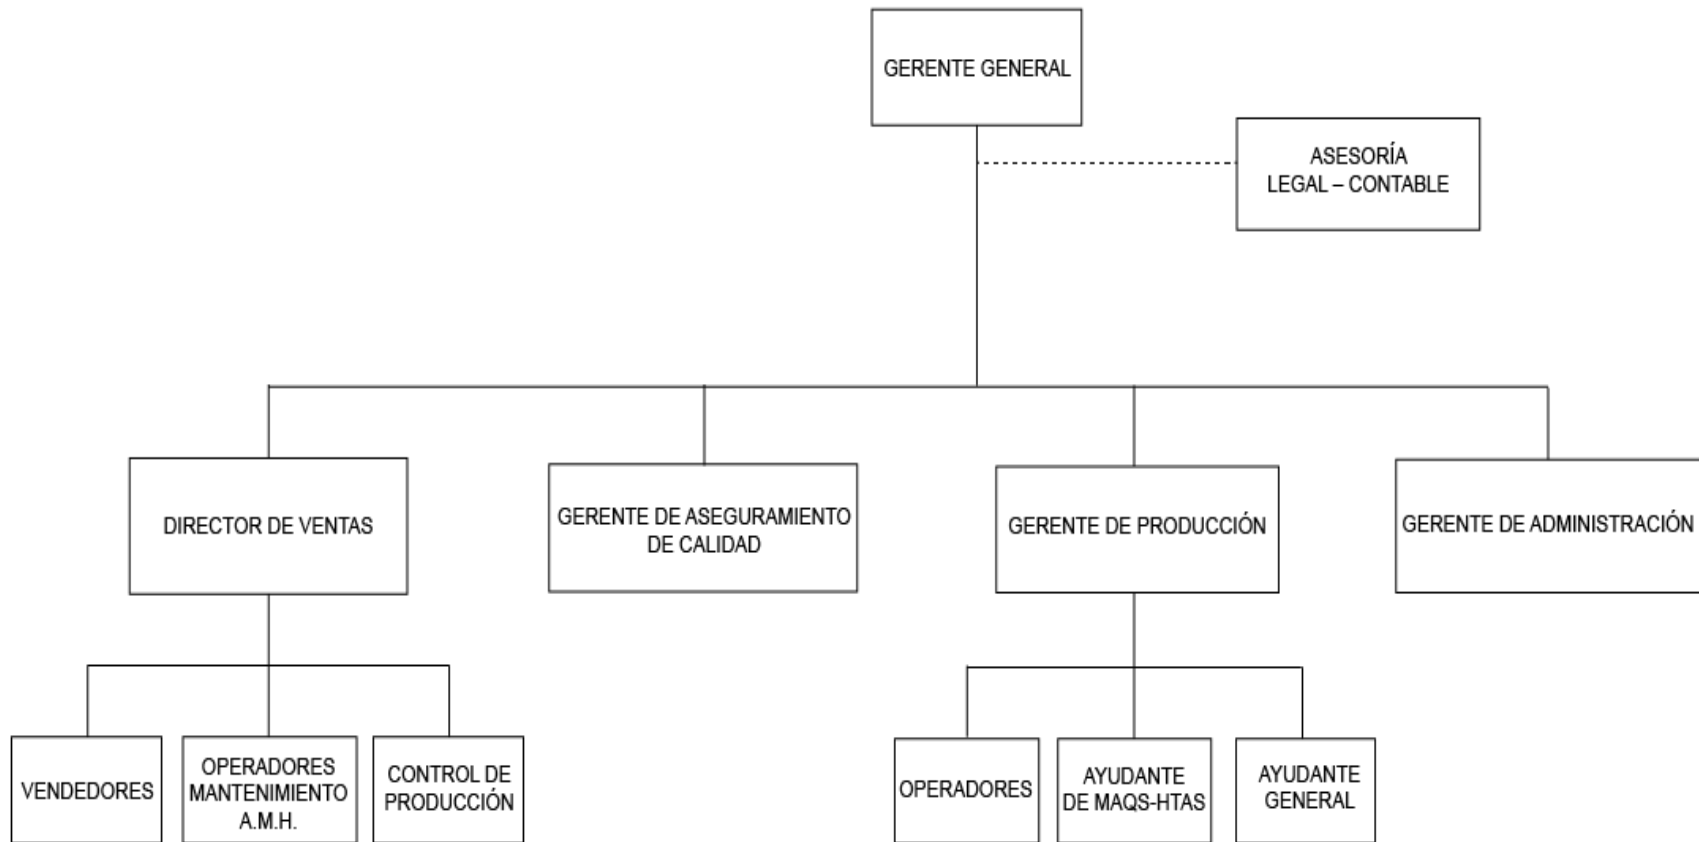 GERENTE GENERAL
ASESORÍA
LEGAL – CONTABLE
DIRECTOR DE VENTAS
GERENTE DE ASEGURAMIENTO
DE CALIDAD
GERENTE DE PRODUCCIÓN
GERENTE DE ADMINISTRACIÓN
VENDEDORES
OPERADORES
MANTENIMIENTO
A.M.H.
CONTROL DE
PRODUCCIÓN
OPERADORES
AYUDANTE
DE MAQS-HTAS
AYUDANTE
GENERAL